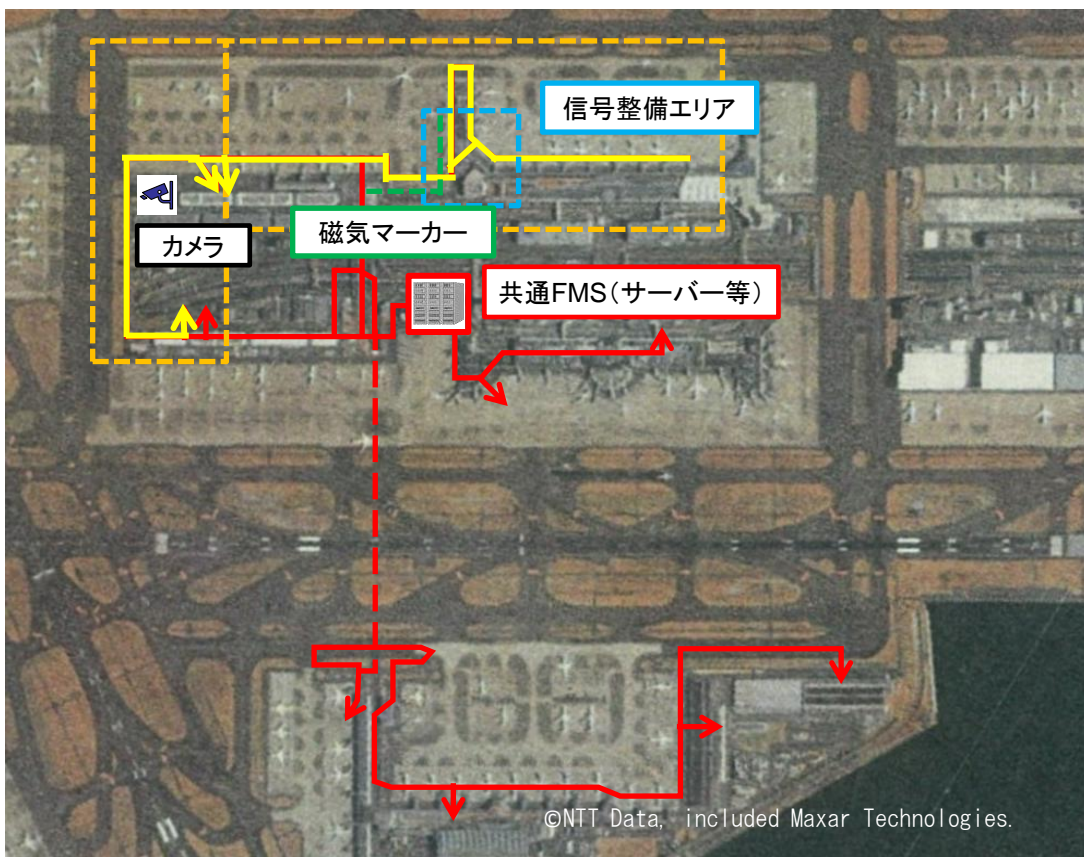 信号整備エリア
磁気マーカー
カメラ
共通FMS（サーバー等）
©NTT Data, included Maxar Technologies.